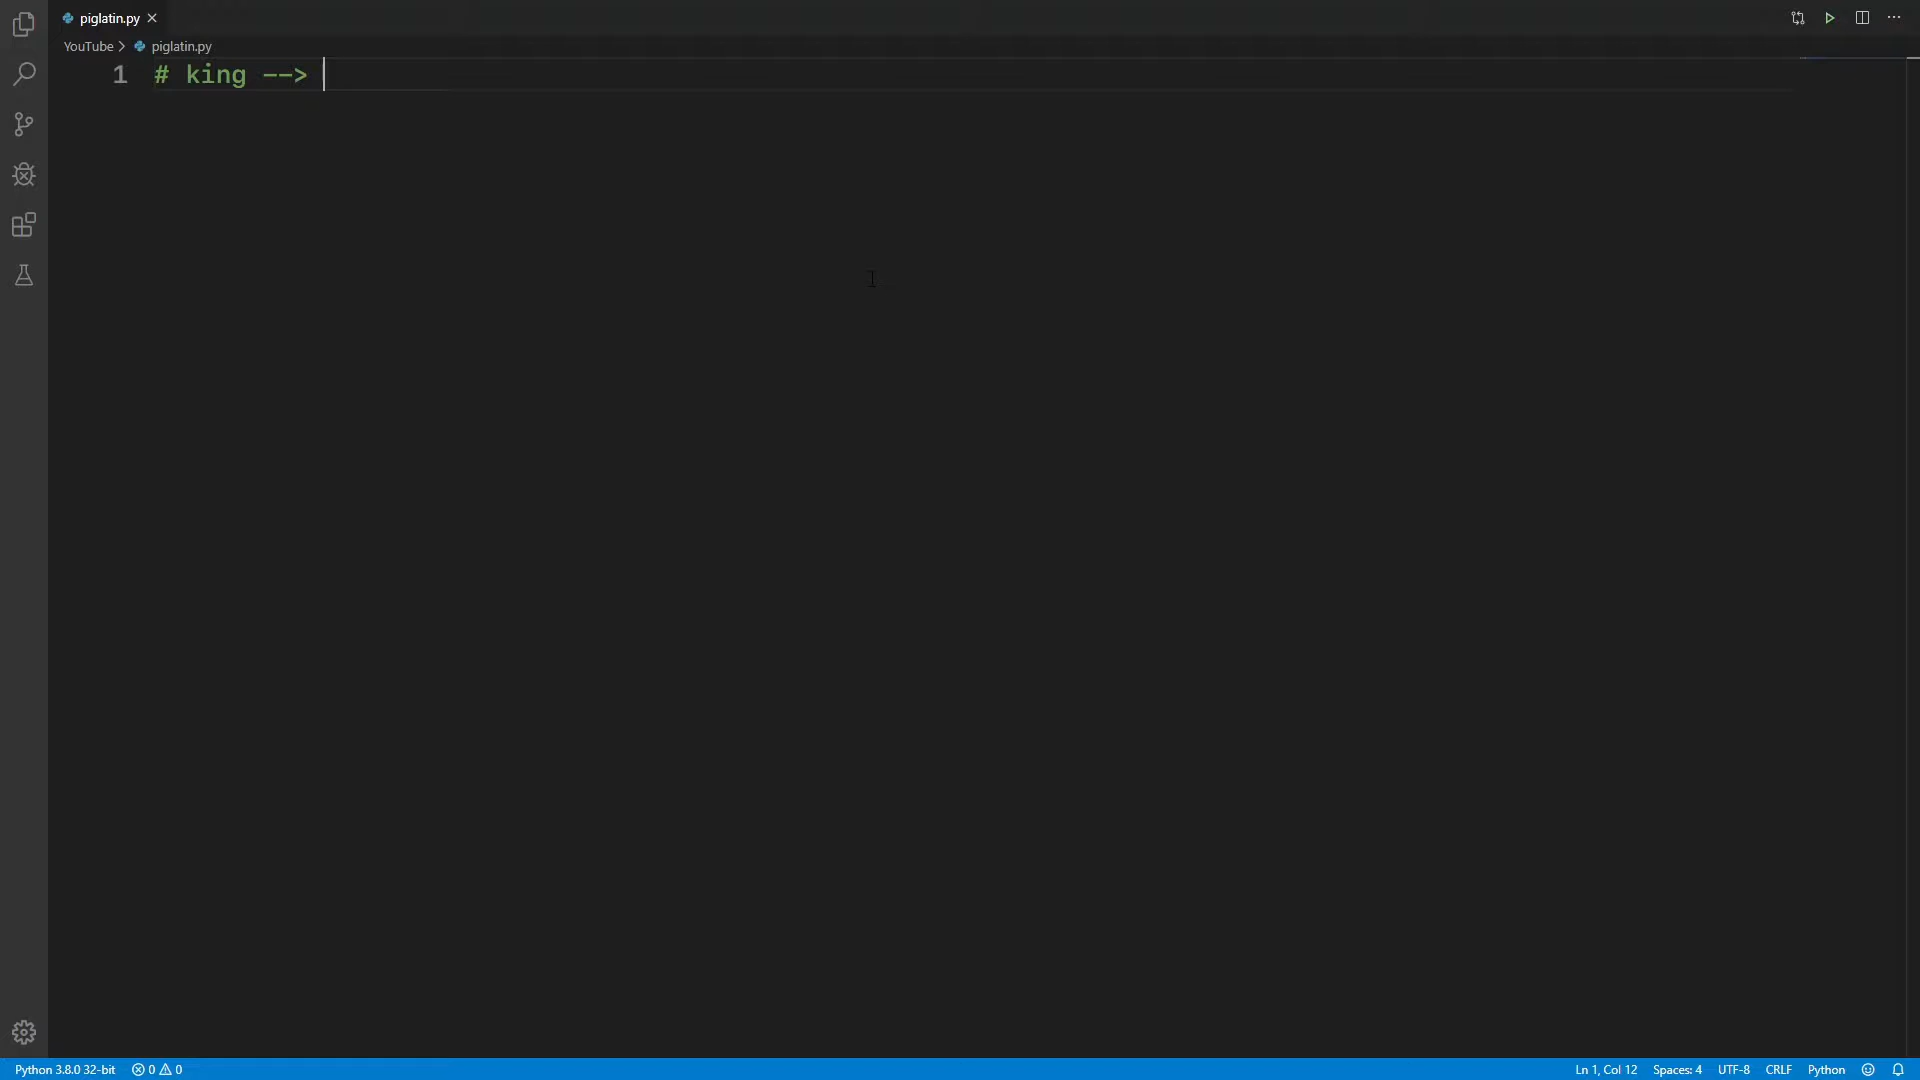 piglatin.py
YouTube > piglatin.py
1 # king -->
Python 3.8.0 32-bit 0 0 Ln 1, Col 12 Spaces: 4 UTF-8 CRLF Python